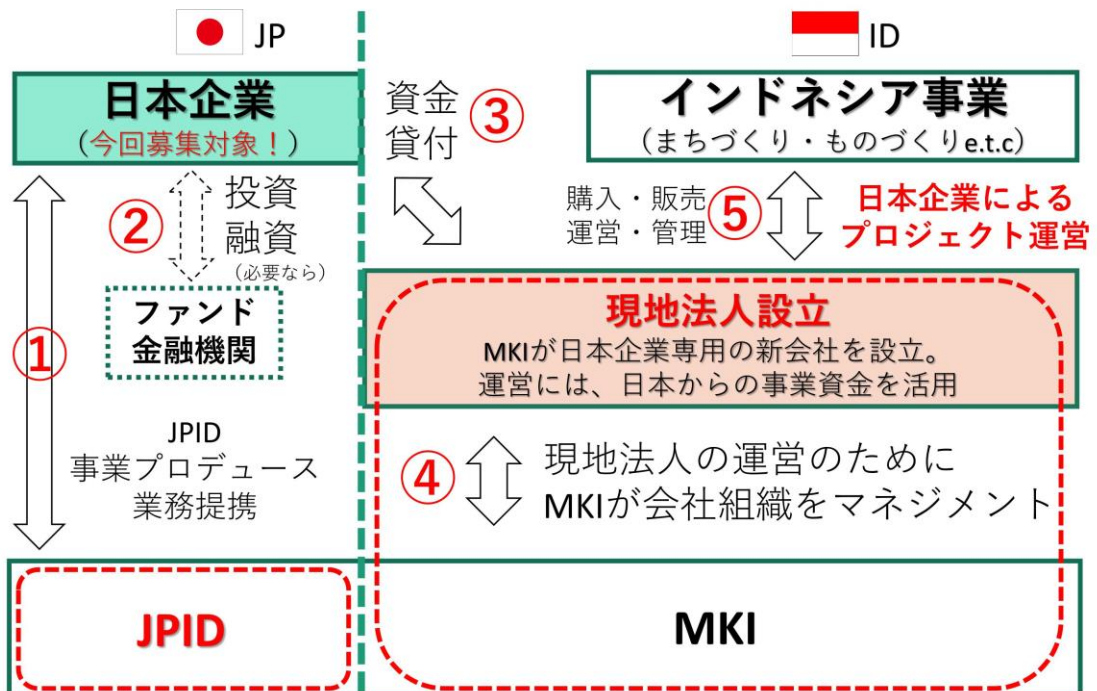 JP
ID
日本企業
（今回募集対象！）
資金
貸付
③
インドネシア事業
（まちづくり・ものづくりe.t.c）
②
投資
融資
（必要なら）
購入・販売
運営・管理
⑤
日本企業による
プロジェクト運営
ファンド
金融機関
①
現地法人設立
MKIが日本企業専用の新会社を設立。
運営には、日本からの事業資金を活用
JPID
事業プロデュース
業務提携
④
現地法人の運営のために
MKIが会社組織をマネジメント
JPID
MKI